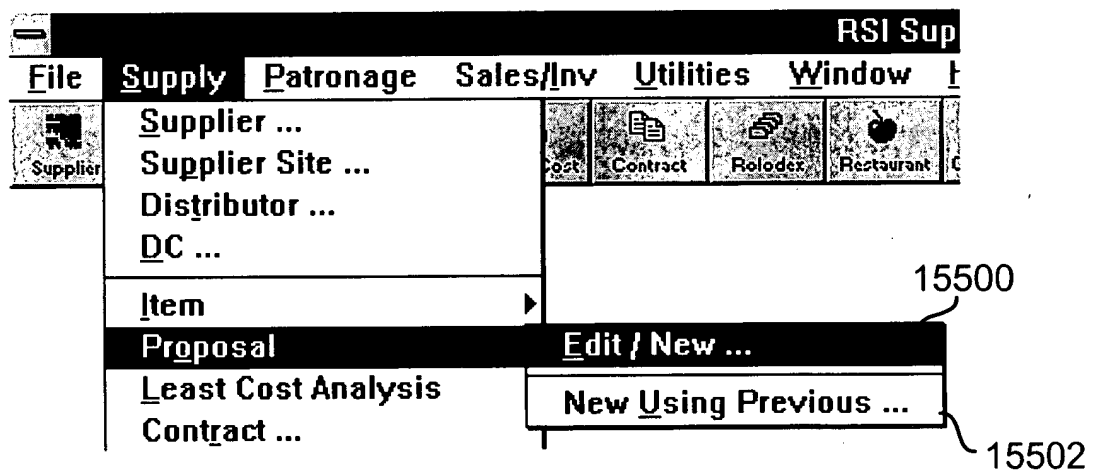 RSI Sup
File Supply Patronage Sales/Inv Utilities Window H
Supplier Cost Contract Rolodex Restaurant
Supplier ...
Supplier Site ...
Distributor ...
DC ...
15500
Item
Proposal Edit / New ...
Least Cost Analysis
New Using Previous ...
Contract ...
15502